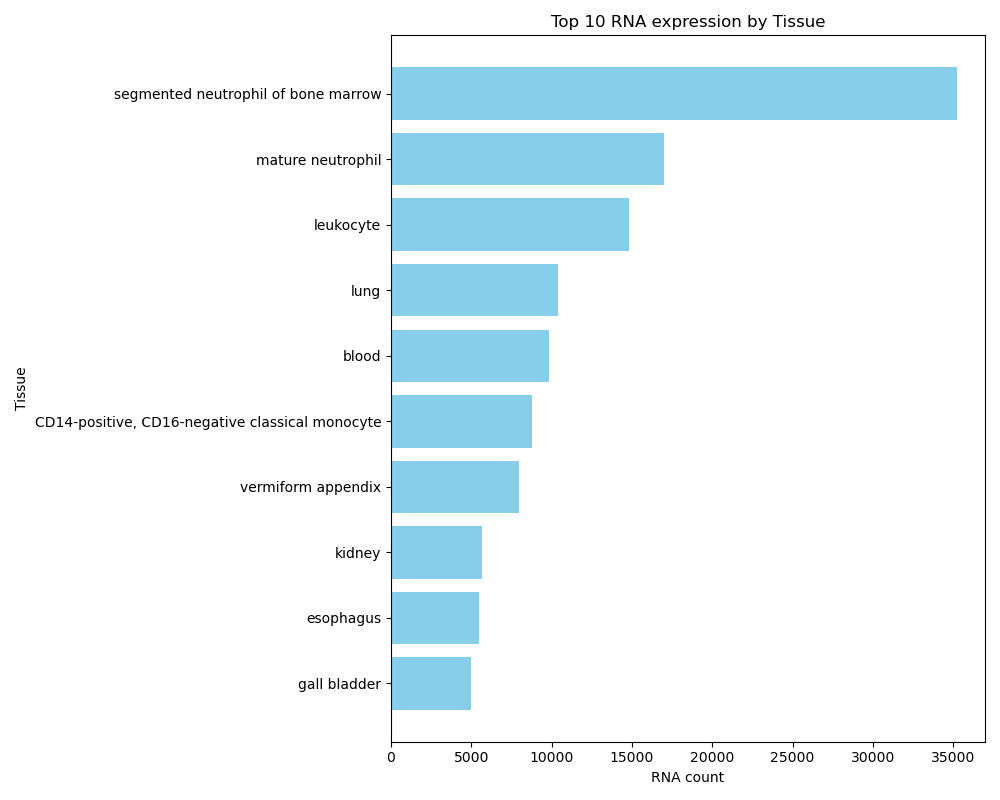 Top 10 RNA expression by Tissue
segmented neutrophil of bone marrow
mature neutrophil
leukocyte
lung
blood
CD14-positive, CD16-negative classical monocyte
vermiform appendix
kidney
esophagus
gall bladder
Tissue
0 5000 10000 15000 20000 25000 30000 35000
RNA count